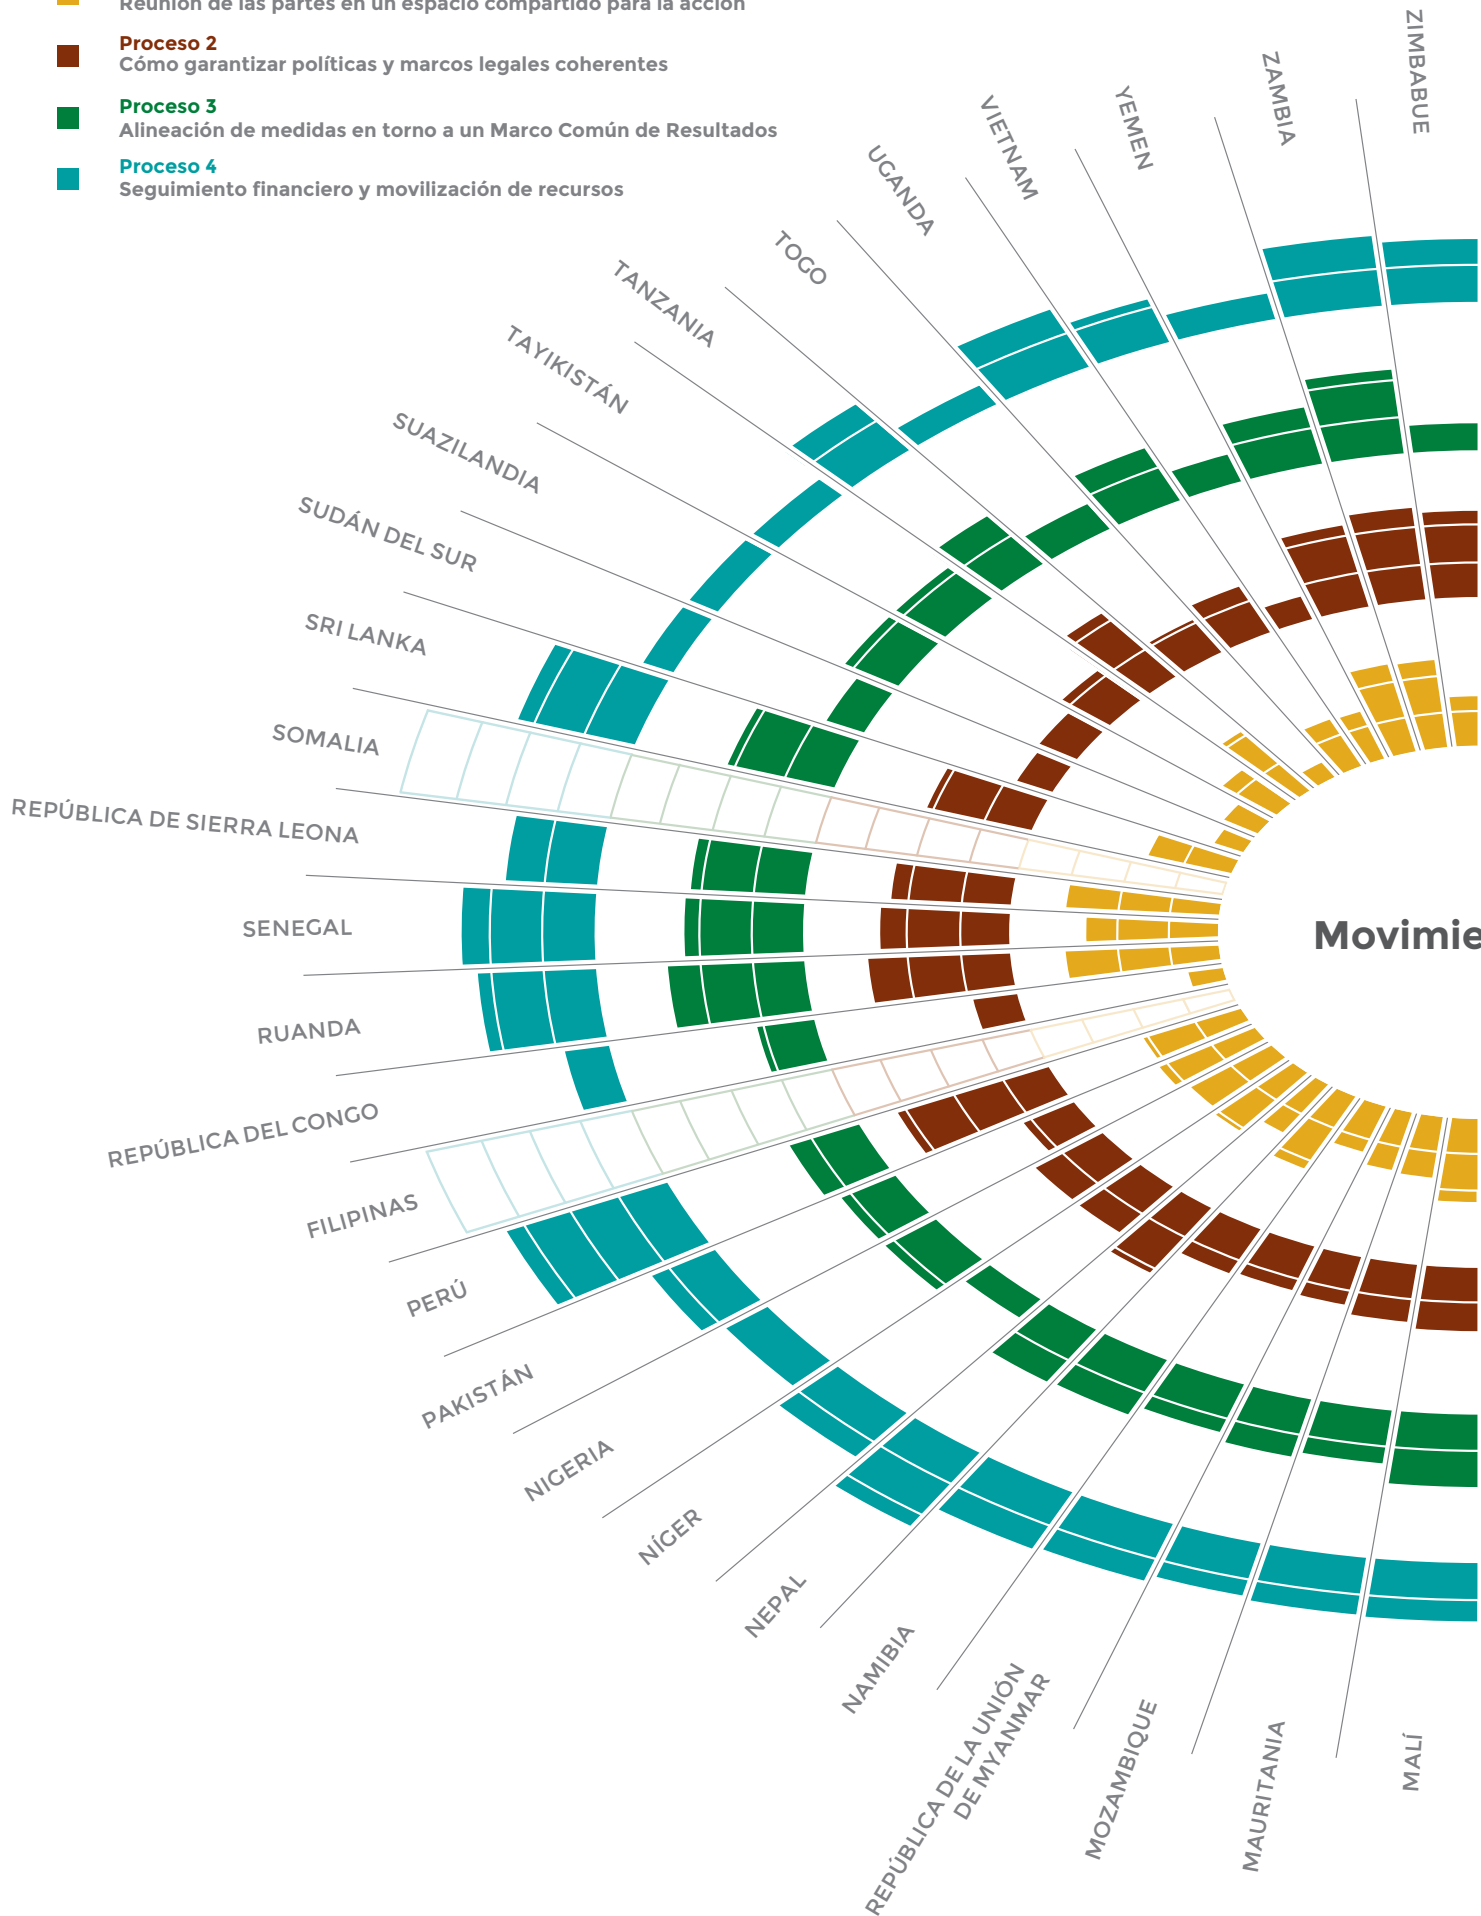 Reunión de las partes en un espacio compartido para la acción
Proceso 2
Cómo garantizar políticas y marcos legales coherentes
Proceso 3
Alineación de medidas en torno a un Marco Común de Resultados
Proceso 4
Seguimiento financiero y movilización de recursos
ZIMBABUE
ZAMBIA
YEMEN
VIETNAM
UGANDA
TOGO
TANZANIA
TAYIKISTÁN
SUAZILANDIA
SUDÁN DEL SUR
SRI LANKA
SOMALIA
REPÚBLICA DE SIERRA LEONA
SENEGAL
Movimie
RUANDA
REPÚBLICA DEL CONGO
FILIPINAS
PERÚ
PAKISTÁN
NIGERIA
NÍGER
NEPAL
NAMIBIA
REPÚBLICA DE LA UNIÓN
DE MYANMAR
MOZAMBIQUE
MAURITANIA
MALÍ